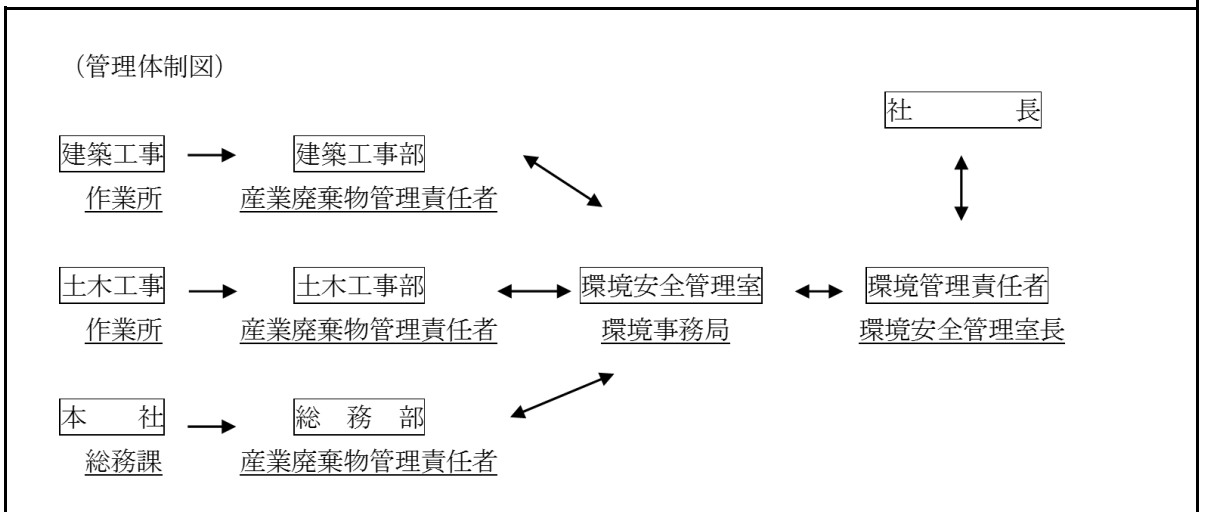 （管理体制図）
社　　　長
建築工事　建築工事部
作業所　産業廃棄物管理責任者
土木工事　土木工事部　環境安全管理室　環境管理責任者
作業所　産業廃棄物管理責任者　環境事務局　環境安全管理室長
本　社　総　務　部
総務課　産業廃棄物管理責任者